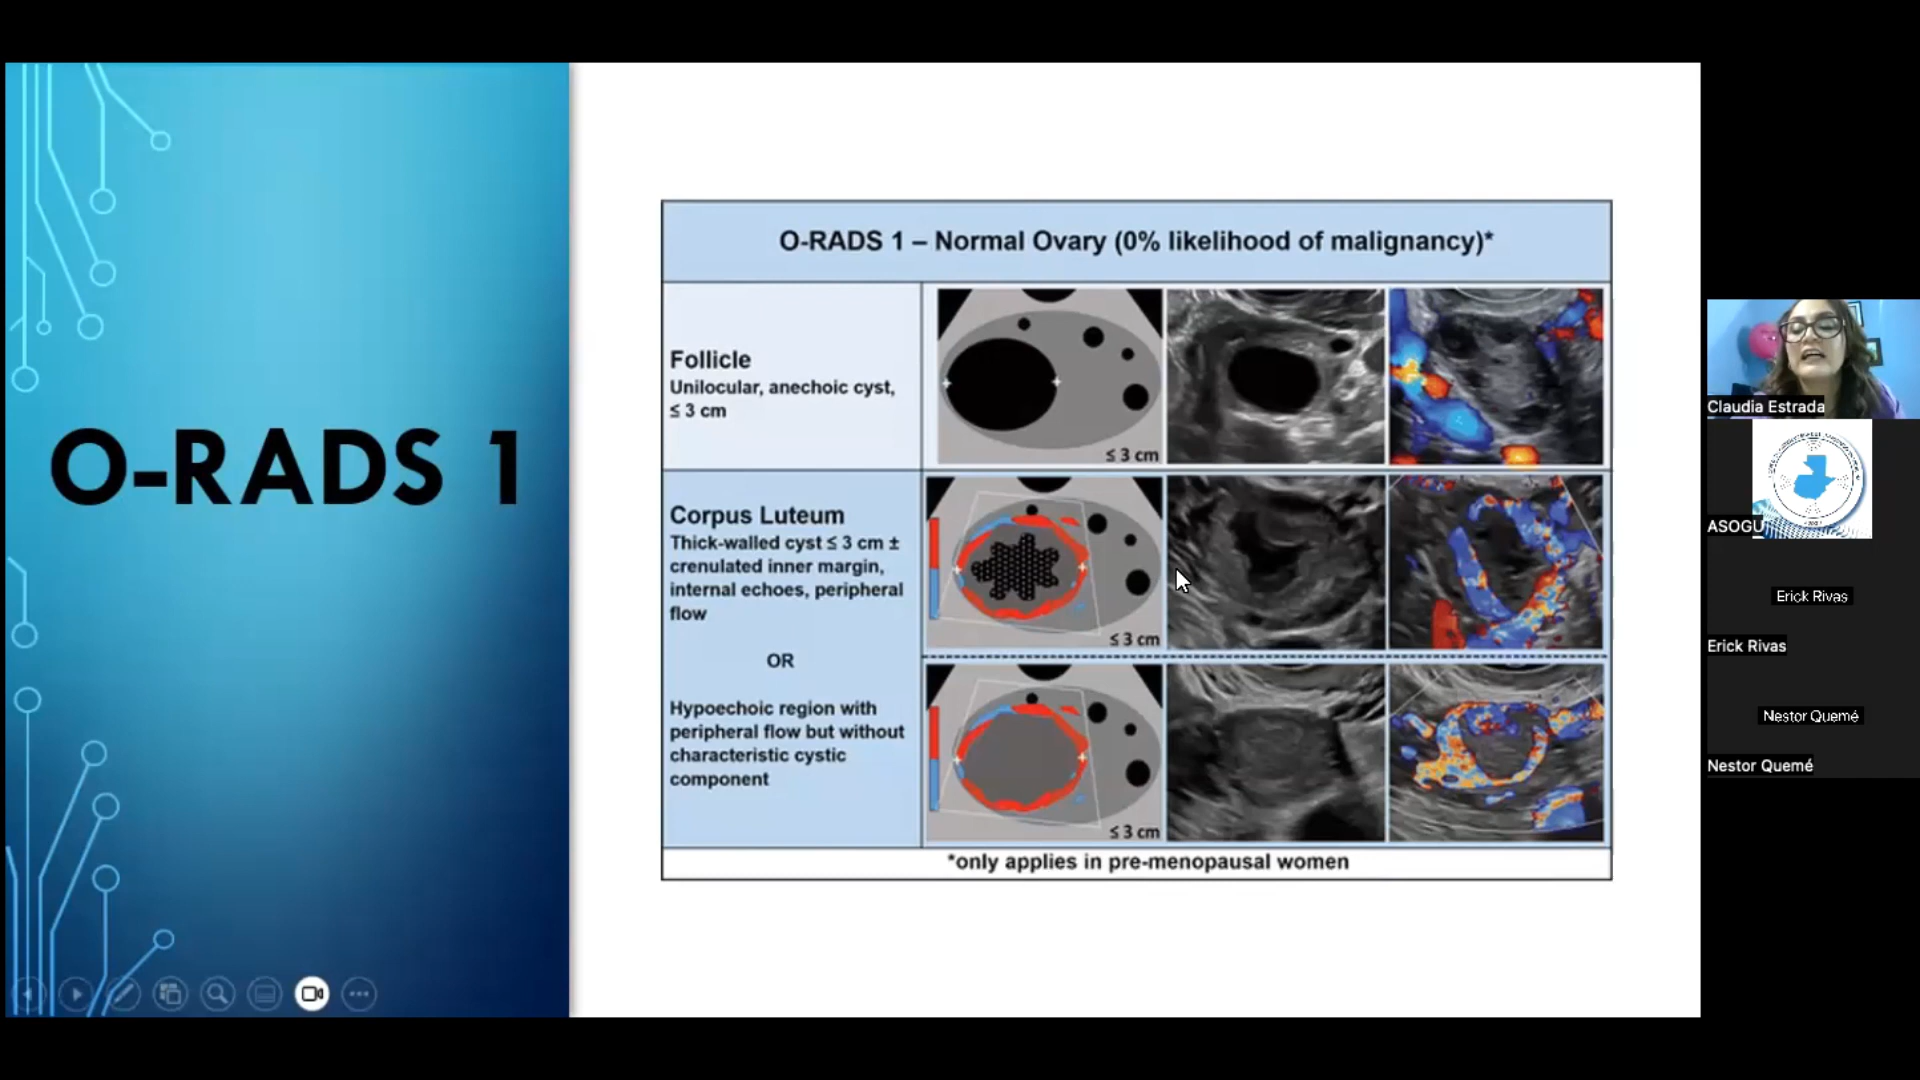 O-RADS 1
O-RADS 1 – Normal Ovary (0% likelihood of malignancy)*
Follicle
Unilocular, anechoic cyst,
≤ 3 cm
≤ 3 cm
Corpus Luteum
Thick-walled cyst ≤ 3 cm ±
crenulated inner margin,
internal echoes, peripheral
flow
≤ 3 cm
OR
Hypoechoic region with
peripheral flow but without
characteristic cystic
component
≤ 3 cm
*only applies in pre-menopausal women
Claudia Estrada
ASOGU
Erick Rivas
Erick Rivas
Nestor Quemé
Nestor Quemé